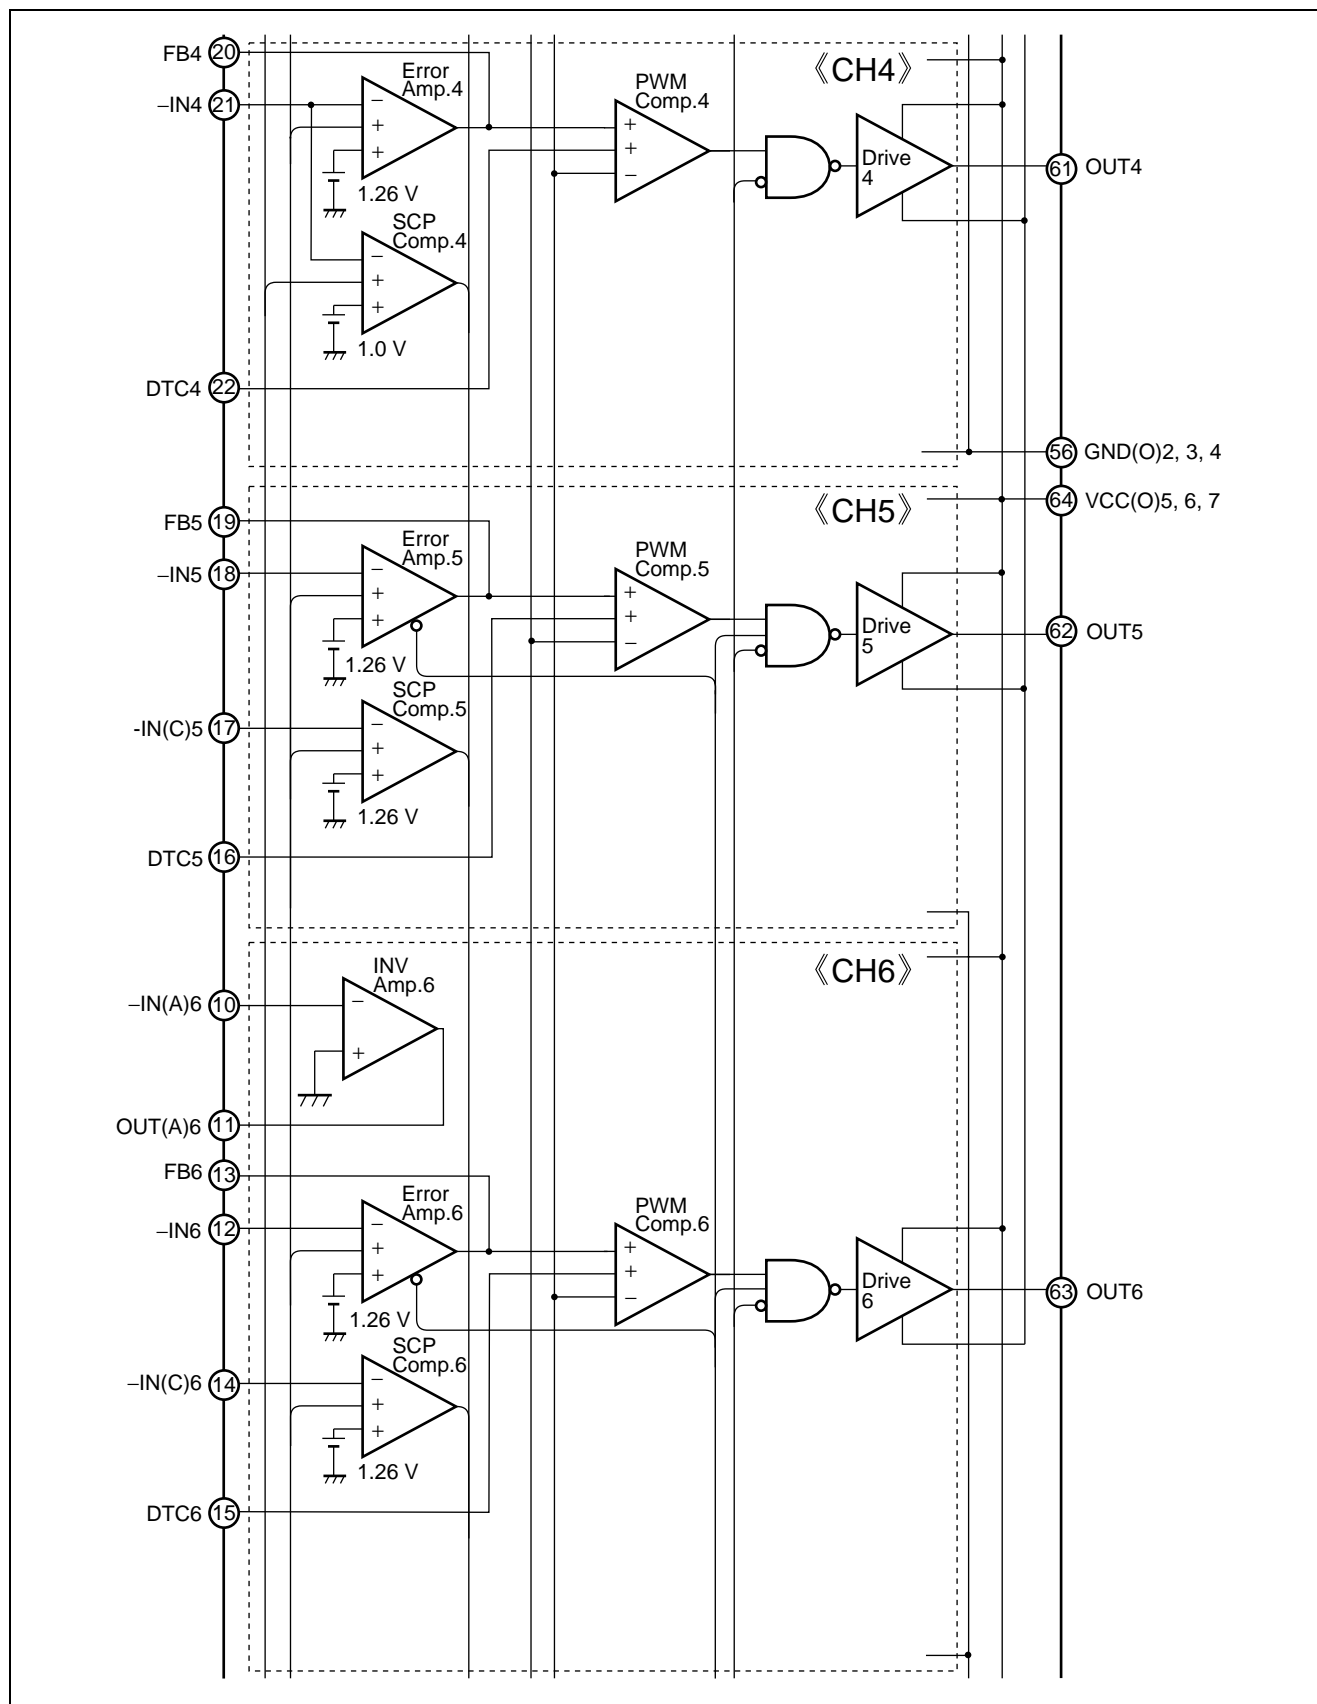 FB4 20
–IN4 21
Error
Amp.4
−
+
+
1.26 V
SCP
Comp.4
−
+
+
1.0 V
DTC4 22
PWM
Comp.4
+
+
−
《CH4》
Drive
4
61 OUT4
56 GND(O)2, 3, 4
64 VCC(O)5, 6, 7
FB5 19
–IN5 18
Error
Amp.5
−
+
+
1.26 V
SCP
Comp.5
-IN(C)5 17
−
+
+
1.26 V
DTC5 16
PWM
Comp.5
+
+
−
《CH5》
Drive
5
62 OUT5
《CH6》
INV
Amp.6
–IN(A)6 10
−
+
OUT(A)6 11
FB6 13
–IN6 12
Error
Amp.6
−
+
+
1.26 V
SCP
Comp.6
–IN(C)6 14
−
+
+
1.26 V
DTC6 15
PWM
Comp.6
+
+
−
Drive
6
63 OUT6